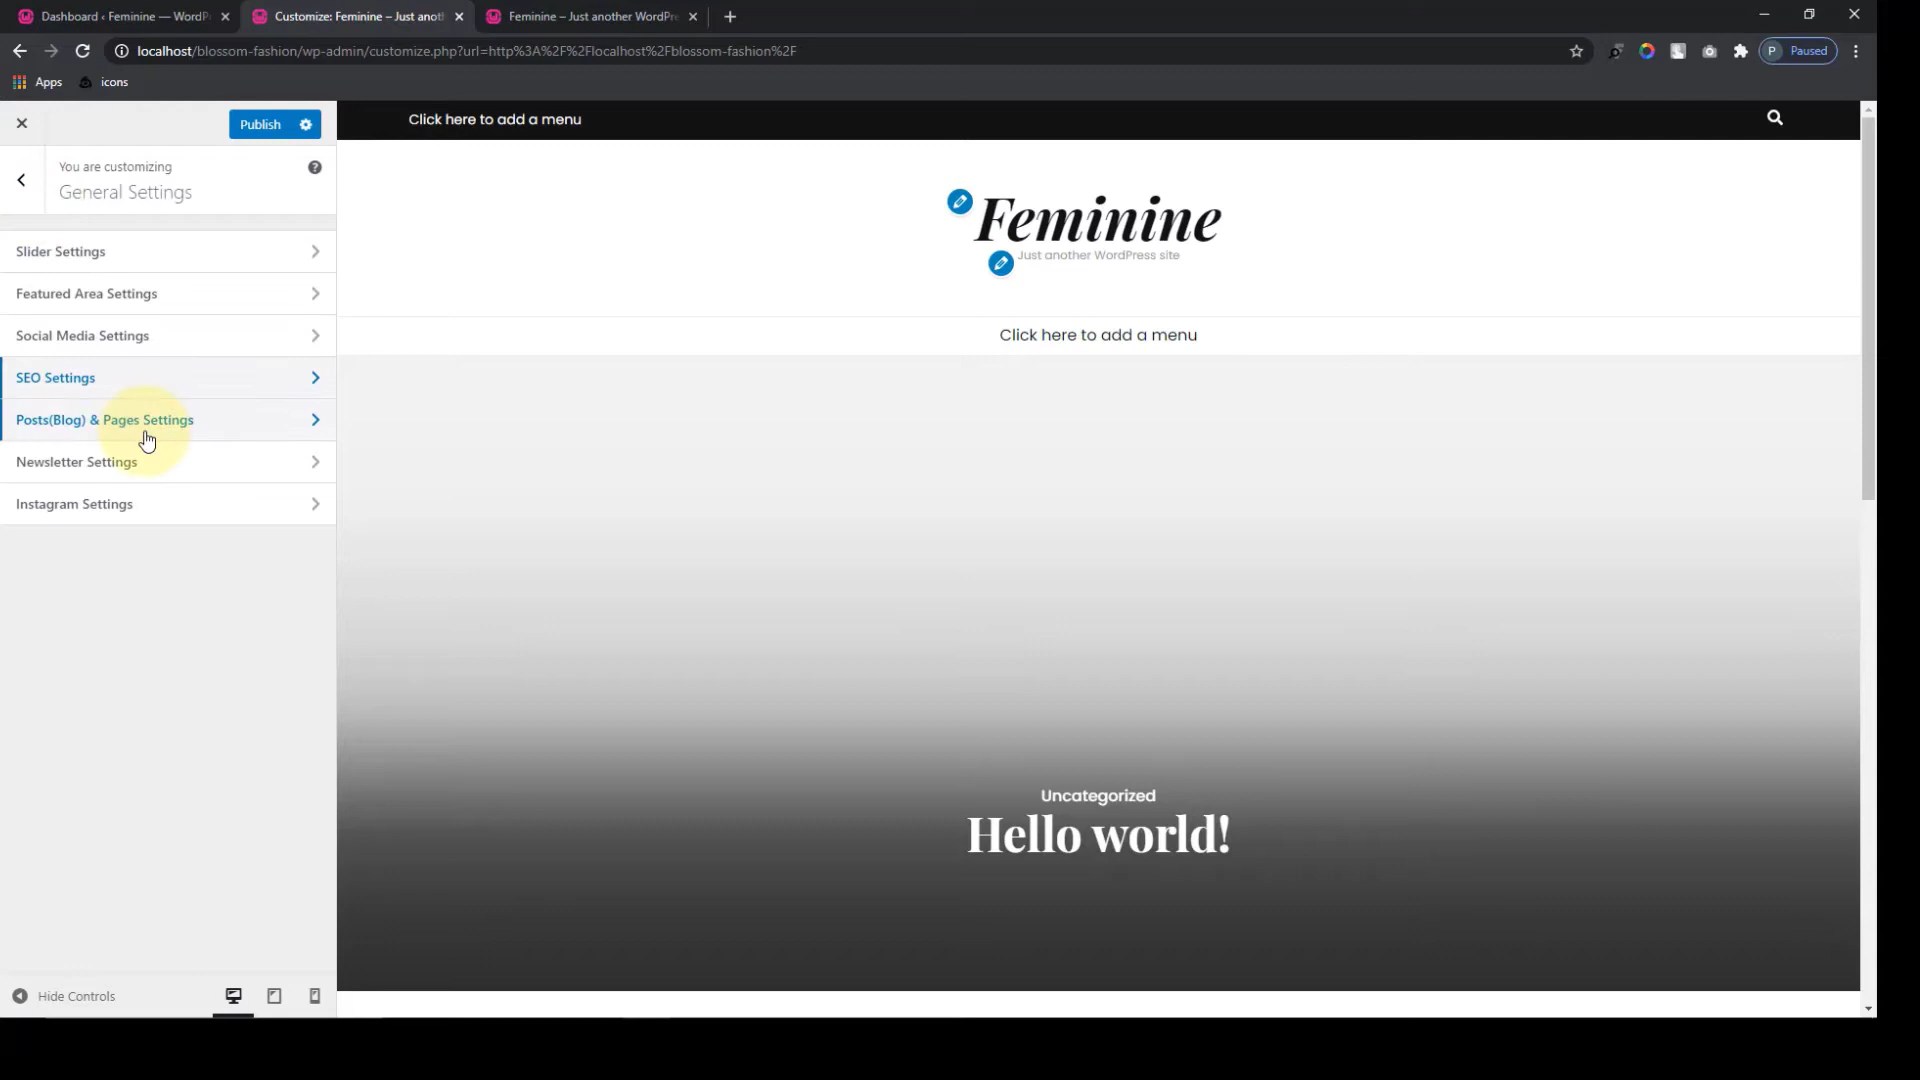 Dashboard ‹ Feminine — WordP
Customize: Feminine – Just anot
Feminine – Just another WordPre
localhost/blossom-fashion/wp-admin/customize.php?url=http%3A%2F%2Flocalhost%2Fblossom-fashion%2F
P Paused
Apps
icons
Publish
You are customizing
General Settings
Slider Settings
Featured Area Settings
Social Media Settings
SEO Settings
Posts(Blog) & Pages Settings
Newsletter Settings
Instagram Settings
Hide Controls
Click here to add a menu
Feminine
Just another WordPress site
Click here to add a menu
Uncategorized
Hello world!